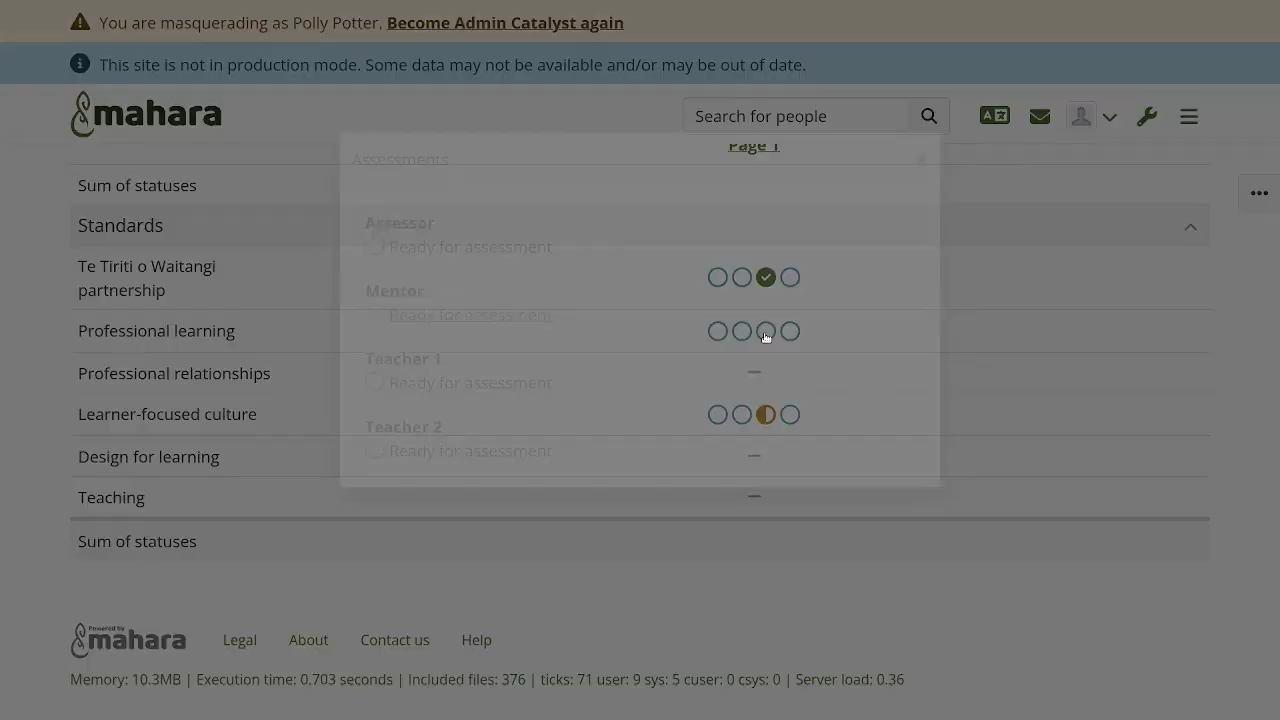 You are masquerading as Polly Potter. Become Admin Catalyst again
This site is not in production mode. Some data may not be available and/or may be out of date.
mahara
Search for people
Page 1
Assessments
Sum of statuses
Standards
Assessor
Ready for assessment
Te Tiriti o Waitangi
partnership
Mentor
Ready for assessment
Professional learning
Teacher 1
Professional relationships
Ready for assessment
Learner-focused culture
Teacher 2
Ready for assessment
Design for learning
Teaching
Sum of statuses
Powered by
mahara
Legal
About
Contact us
Help
Memory: 10.3MB | Execution time: 0.703 seconds | Included files: 376 | ticks: 71 user: 9 sys: 5 cuser: 0 csys: 0 | Server load: 0.36